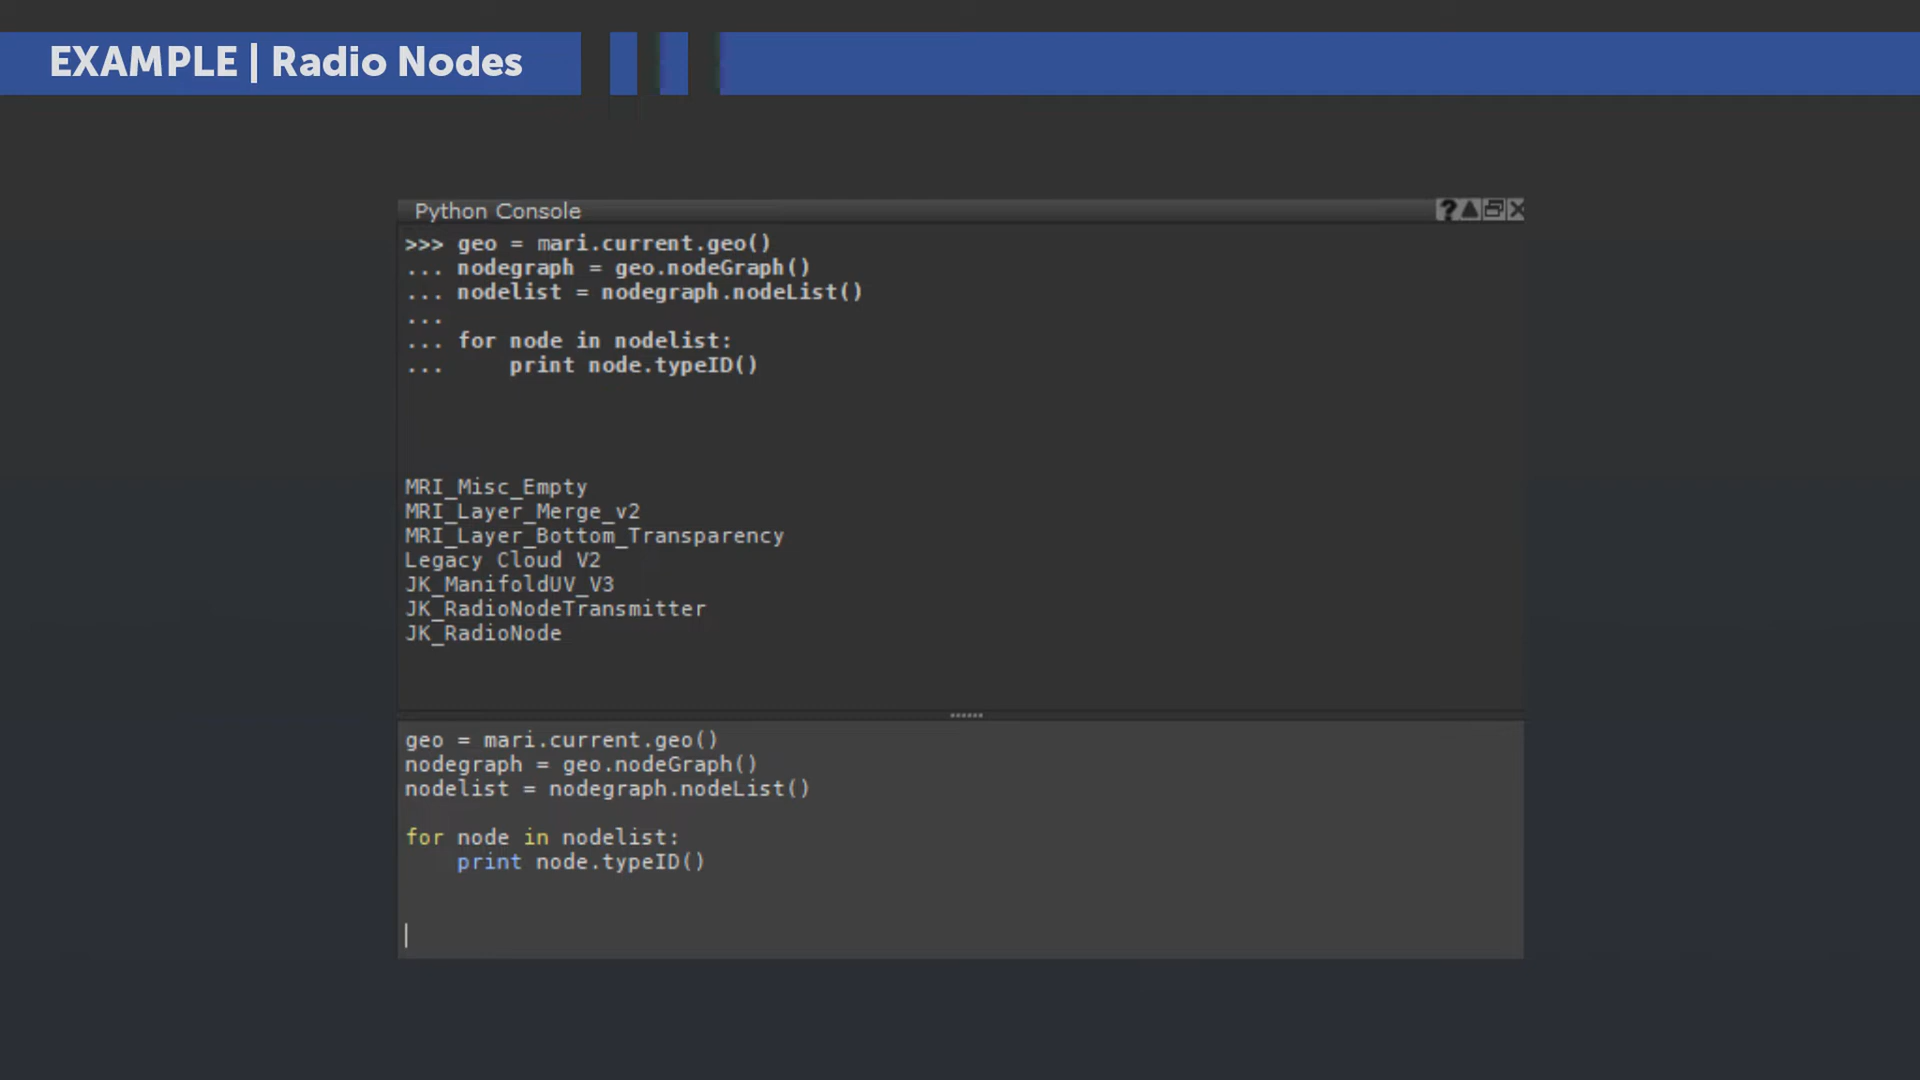 EXAMPLE | Radio Nodes
Python Console
>>> geo = mari.current.geo()
... nodegraph = geo.nodeGraph()
... nodelist = nodegraph.nodeList()
...
... for node in nodelist:
...     print node.typeID()
MRI_Misc_Empty
MRI_Layer_Merge_v2
MRI_Layer_Bottom_Transparency
Legacy Cloud V2
JK_ManifoldUV_V3
JK_RadioNodeTransmitter
JK_RadioNode
geo = mari.current.geo()
nodegraph = geo.nodeGraph()
nodelist = nodegraph.nodeList()
for node in nodelist:
    print node.typeID()